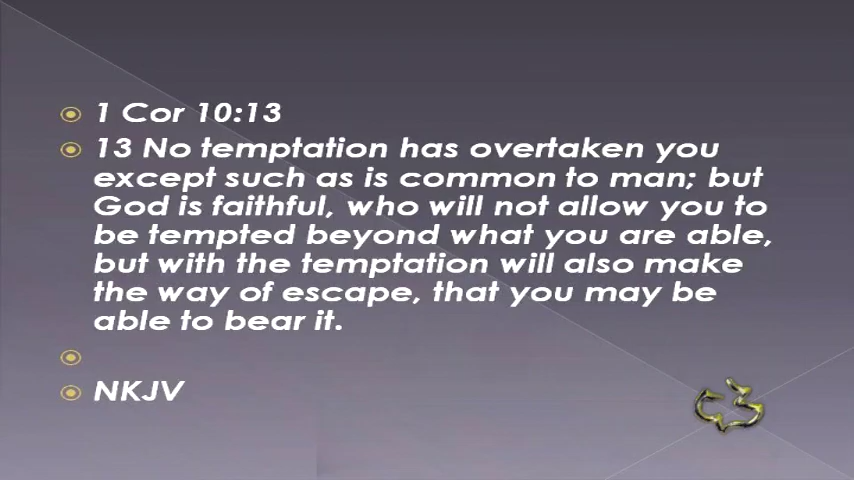 1 Cor 10:13
13 No temptation has overtaken you
except such as is common to man; but
God is faithful, who will not allow you to
be tempted beyond what you are able,
but with the temptation will also make
the way of escape, that you may be
able to bear it.
NKJV